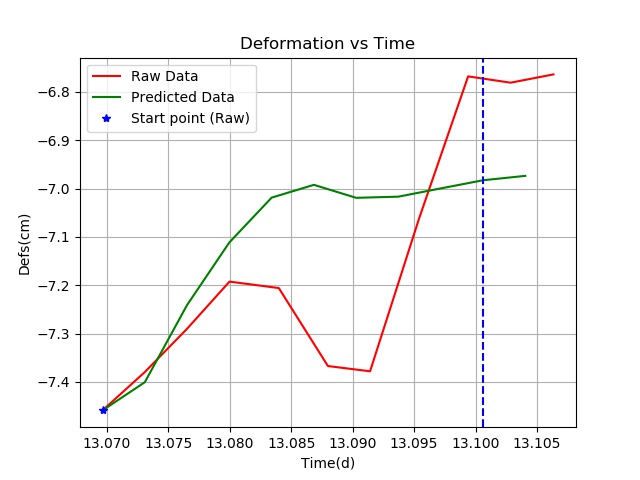 Deformation vs Time
Raw Data
Predicted Data
Start point (Raw)
−6.8
−6.9
−7.0
−7.1
−7.2
−7.3
−7.4
Defs(cm)
13.070 13.075 13.080 13.085 13.090 13.095 13.100 13.105
Time(d)